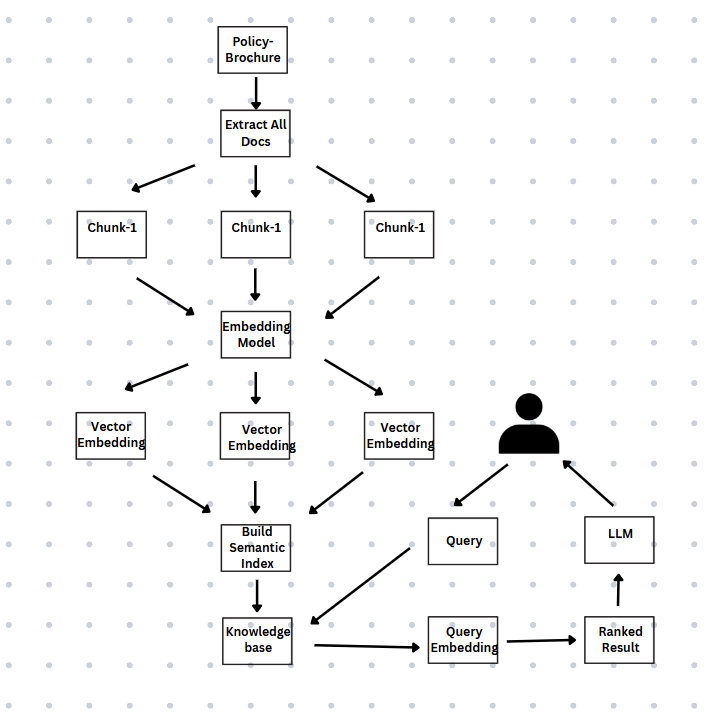 Policy-
Brochure
Extract All
Docs
Chunk-1
Chunk-1
Chunk-1
Embedding
Model
Vector
Embedding
Vector
Embedding
Vector
Embedding
Build
Semantic
Index
Query
LLM
Knowledge
base
Query
Embedding
Ranked
Result